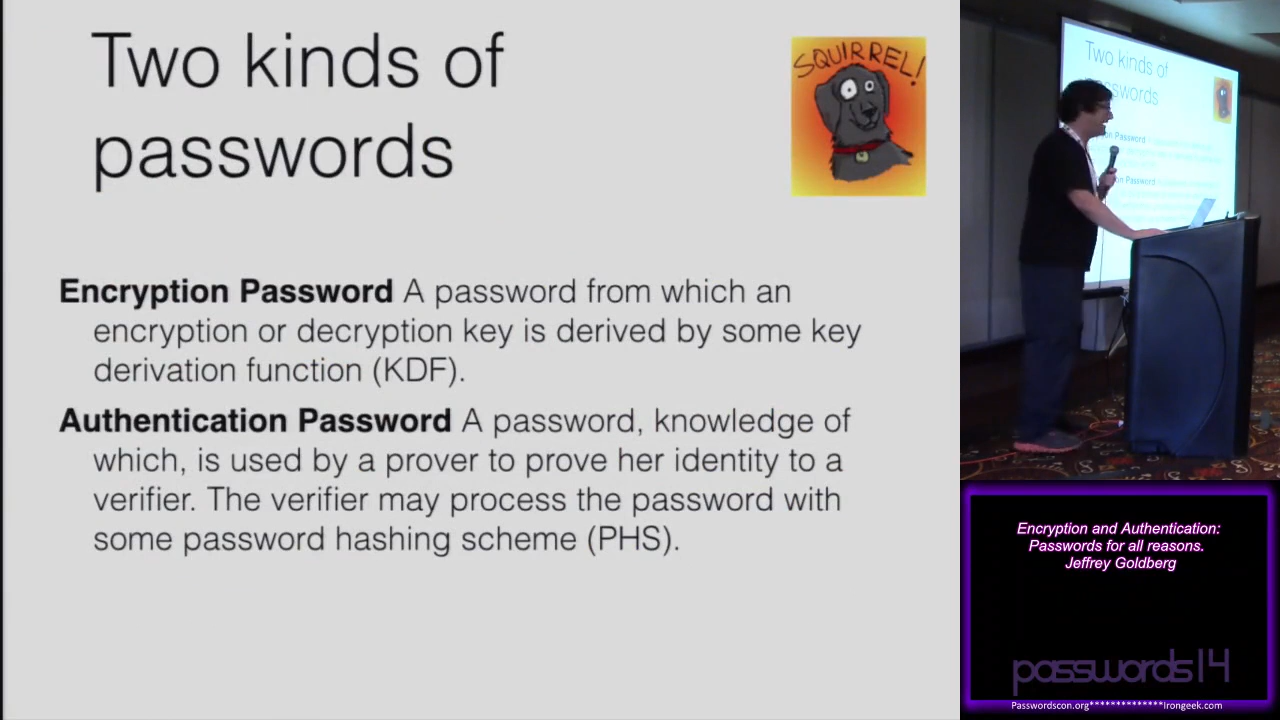 Two kinds of
passwords
SQUIRREL!
Encryption Password A password from which an
encryption or decryption key is derived by some key
derivation function (KDF).
Authentication Password A password, knowledge of
which, is used by a prover to prove her identity to a
verifier. The verifier may process the password with
some password hashing scheme (PHS).
Two kinds of
Encryption and Authentication:
Passwords for all reasons.
Jeffrey Goldberg
passwords14
Passwordscon.org**************Irongeek.com